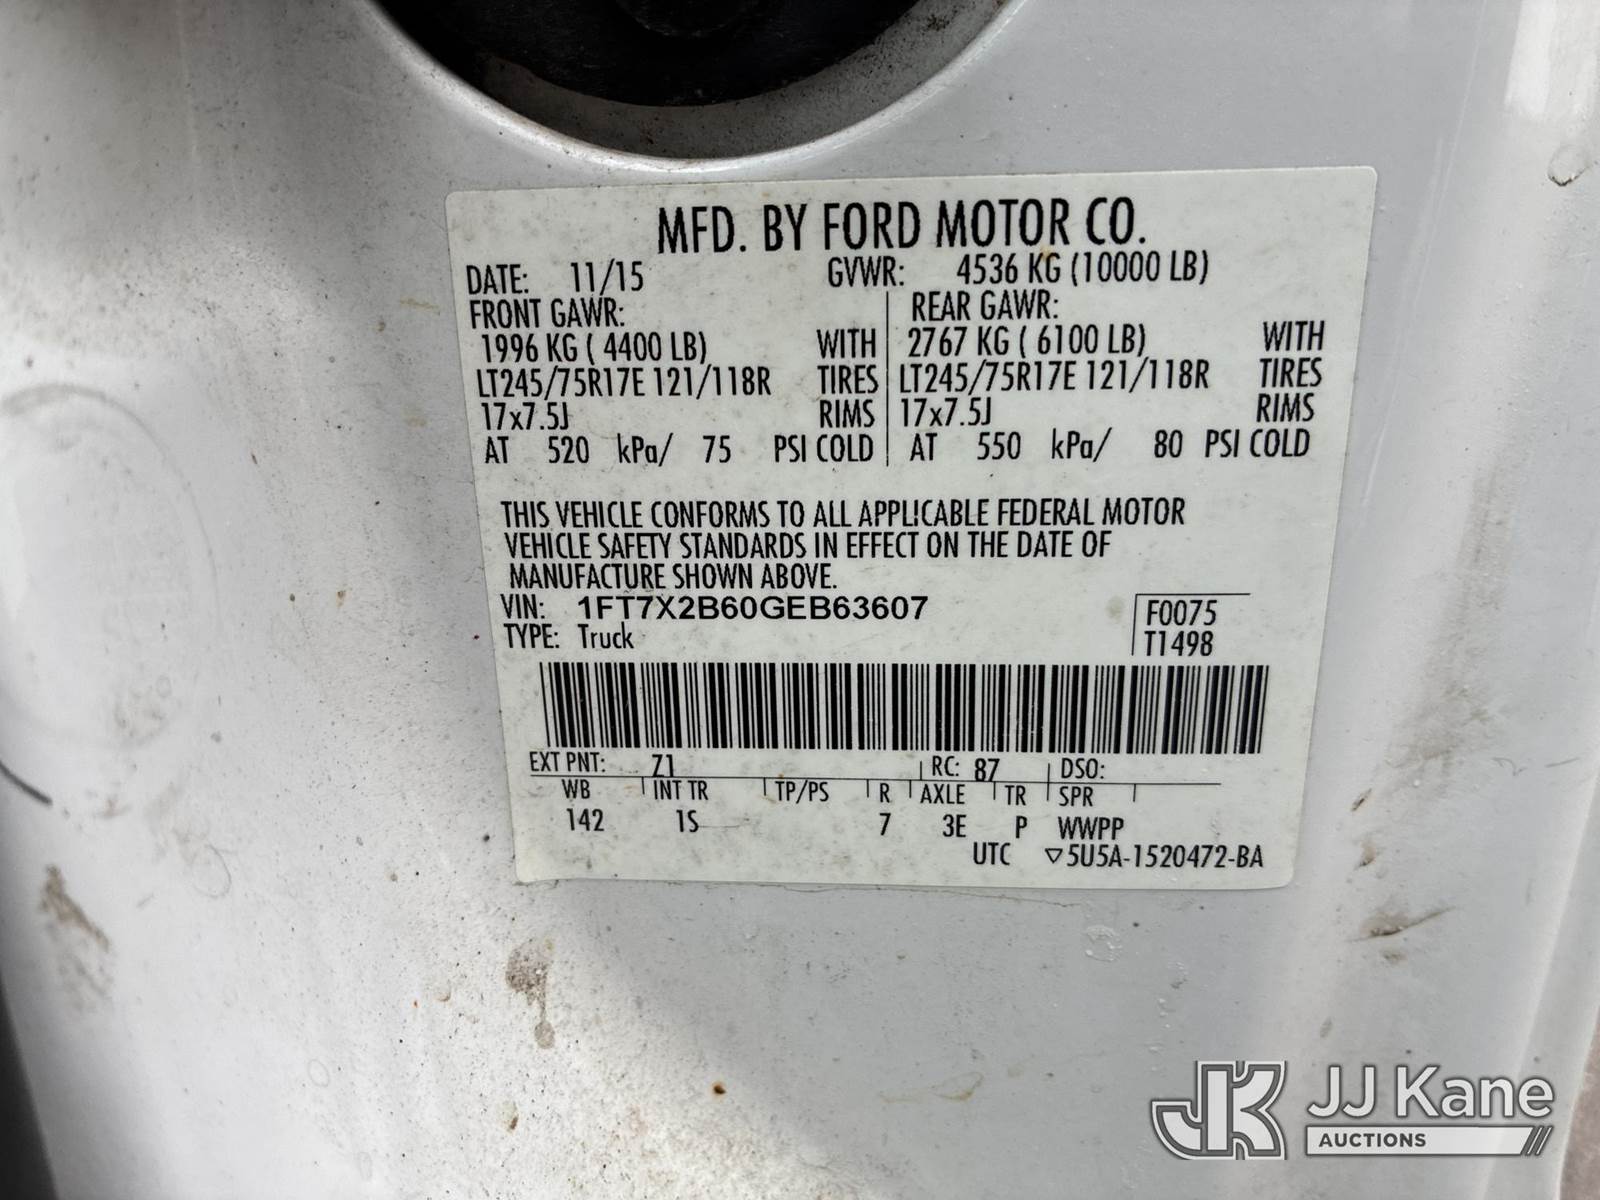 MFD. BY FORD MOTOR CO.
DATE: 11/15 GVWR: 4536 KG (10000 LB)
FRONT GAWR: REAR GAWR:
1996 KG ( 4400 LB) WITH 2767 KG ( 6100 LB) WITH
LT245/75R17E 121/118R TIRES LT245/75R17E 121/118R TIRES
17x7.5J RIMS 17x7.5J RIMS
AT 520 kPa/ 75 PSI COLD AT 550 kPa/ 80 PSI COLD
THIS VEHICLE CONFORMS TO ALL APPLICABLE FEDERAL MOTOR
VEHICLE SAFETY STANDARDS IN EFFECT ON THE DATE OF
MANUFACTURE SHOWN ABOVE.
VIN: 1FT7X2B60GEB63607 F0075
TYPE: Truck T1498
EXT PNT: Z1 RC: 87 DSO:
WB INT TR TP/PS R AXLE TR SPR
142 1S 7 3E P WWPP
UTC ▽5U5A-1520472-BA
JK JJ Kane
AUCTIONS